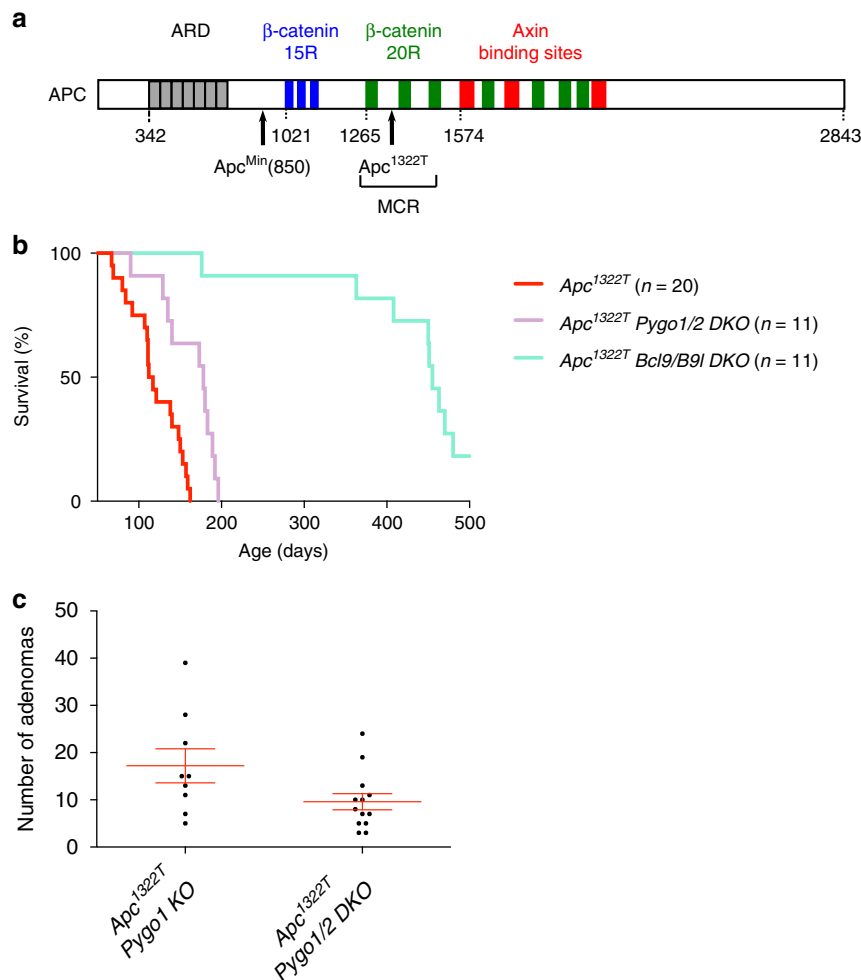 a
ARD
β-catenin
15R
β-catenin
20R
Axin
binding sites
APC
342
1021
1265
1574
2843
Apc^Min(850)
Apc^1322T
MCR
b
Survival (%)
100
50
0
100
200
300
400
500
Age (days)
Apc^1322T (n = 20)
Apc^1322T Pygo1/2 DKO (n = 11)
Apc^1322T Bcl9/B9l DKO (n = 11)
c
Number of adenomas
50
40
30
20
10
0
Apc^1322T
Pygo1 KO
Apc^1322T
Pygo1/2 DKO